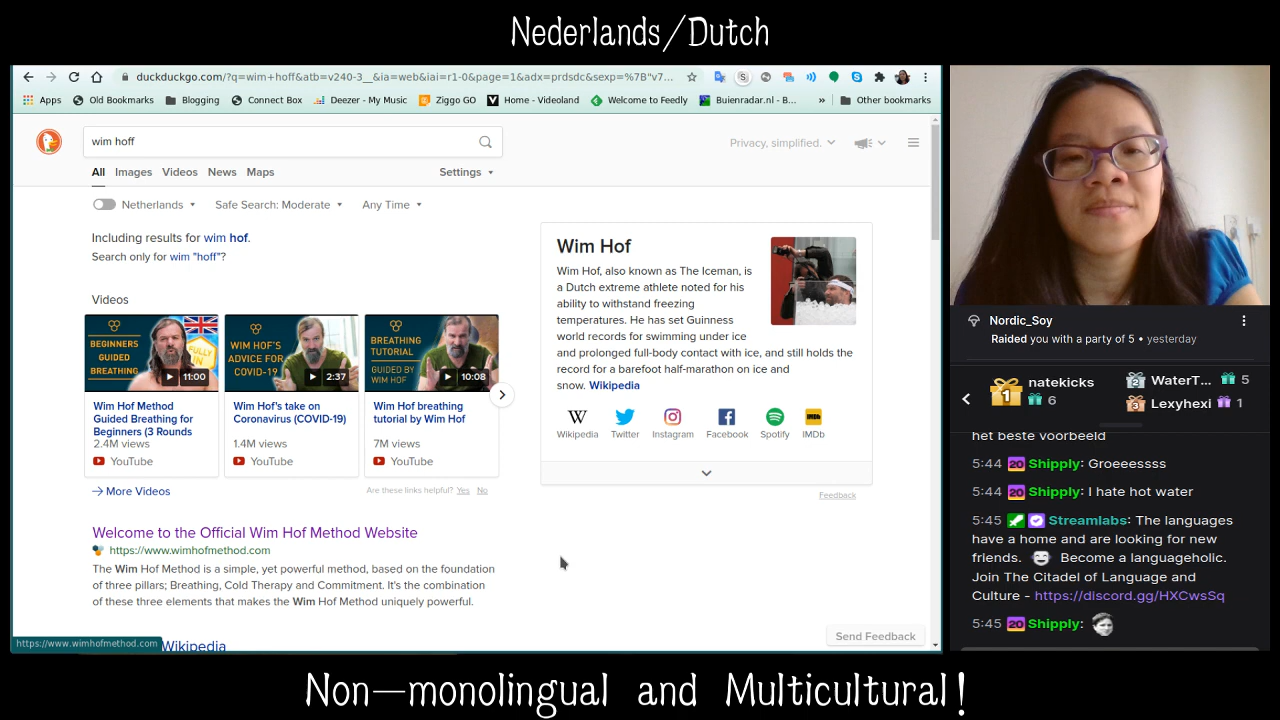 Nederlands/Dutch
duckduckgo.com/?q=wim+hoff&atb=v240-3__&ia=web&iai=r1-0&page=1&adx=prdsdc&sexp=%7B"v7...
Apps Old Bookmarks Blogging Connect Box Deezer - My Music Ziggo GO Home - Videoland Welcome to Feedly Buienradar.nl - B... » Other bookmarks
wim hoff
Privacy, simplified.
All Images Videos News Maps Settings
Netherlands Safe Search: Moderate Any Time
Including results for wim hof.
Search only for wim "hoff"?
Videos
BEGINNERS
GUIDED
BREATHING
FULLY
IN
11:00
WIM HOF'S
ADVICE FOR
COVID-19
2:37
BREATHING
TUTORIAL
GUIDED BY
WIM HOF
10:08
Wim Hof Method
Guided Breathing for
Beginners (3 Rounds
2.4M views
YouTube
Wim Hof's take on
Coronavirus (COVID-19)
1.4M views
YouTube
Wim Hof breathing
tutorial by Wim Hof
7M views
YouTube
More Videos
Are these links helpful? Yes No
Welcome to the Official Wim Hof Method Website
https://www.wimhofmethod.com
The Wim Hof Method is a simple, yet powerful method, based on the foundation
of three pillars; Breathing, Cold Therapy and Commitment. It's the combination
of these three elements that makes the Wim Hof Method uniquely powerful.
https://www.wimhofmethod.com
Wikipedia
Wim Hof
Wim Hof, also known as The Iceman, is
a Dutch extreme athlete noted for his
ability to withstand freezing
temperatures. He has set Guinness
world records for swimming under ice
and prolonged full-body contact with ice, and still holds the
record for a barefoot half-marathon on ice and
snow. Wikipedia
W
Wikipedia Twitter Instagram Facebook Spotify IMDb
Feedback
Send Feedback
Nordic_Soy
Raided you with a party of 5 • yesterday
1 natekicks
6
2 WaterT... 5
3 Lexyhexi 1
het beste voorbeeld
5:44 20 Shipply: Groeeessss
5:44 20 Shipply: I hate hot water
5:45 Streamlabs: The languages
have a home and are looking for new
friends. Become a languageholic.
Join The Citadel of Language and
Culture - https://discord.gg/HXCwsSq
5:45 20 Shipply:
Non-monolingual and Multicultural!